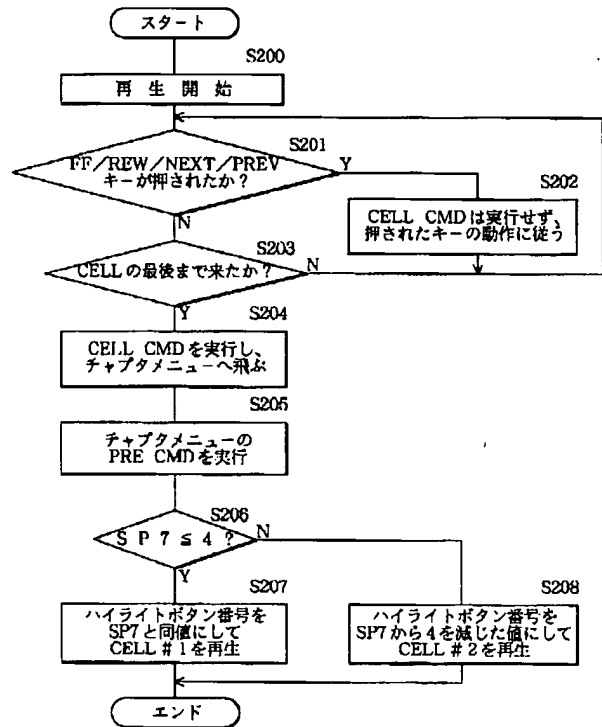 スタート
S200
再 生 開 始
S201
FF/REW/NEXT/PREV
キーが押されたか?
Y
N
S202
CELL CMDは実行せず、
押されたキーの動作に従う
S203
CELLの最後まで来たか?
N
Y
S204
CELL CMDを実行し、
チャプタメニューへ飛ぶ
S205
チャプタメニューの
PRE CMDを実行
S206
S P 7 ≦ 4 ?
N
Y
S207
ハイライトボタン番号を
SP7と同値にして
CELL #1を再生
S208
ハイライトボタン番号を
SP7から4を減じた値にして
CELL #2を再生
エンド